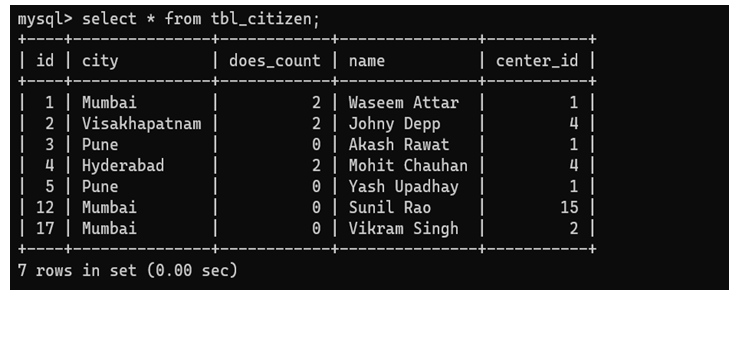 mysql> select * from tbl_citizen;
+----+---------------+------------+---------------+-----------+
| id | city          | does_count | name          | center_id |
+----+---------------+------------+---------------+-----------+
|  1 | Mumbai        |          2 | Waseem Attar  |         1 |
|  2 | Visakhapatnam |          2 | Johny Depp    |         4 |
|  3 | Pune          |          0 | Akash Rawat   |         1 |
|  4 | Hyderabad     |          2 | Mohit Chauhan |         4 |
|  5 | Pune          |          0 | Yash Upadhay  |         1 |
| 12 | Mumbai        |          0 | Sunil Rao     |        15 |
| 17 | Mumbai        |          0 | Vikram Singh  |         2 |
+----+---------------+------------+---------------+-----------+
7 rows in set (0.00 sec)